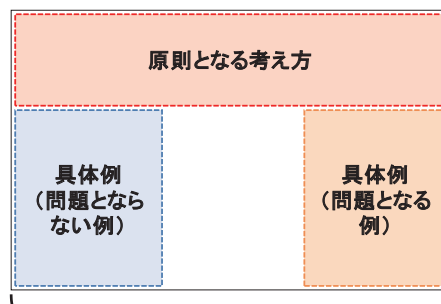 原則となる考え方
具体例
（問題となら
ない例）
具体例
（問題となる
例）